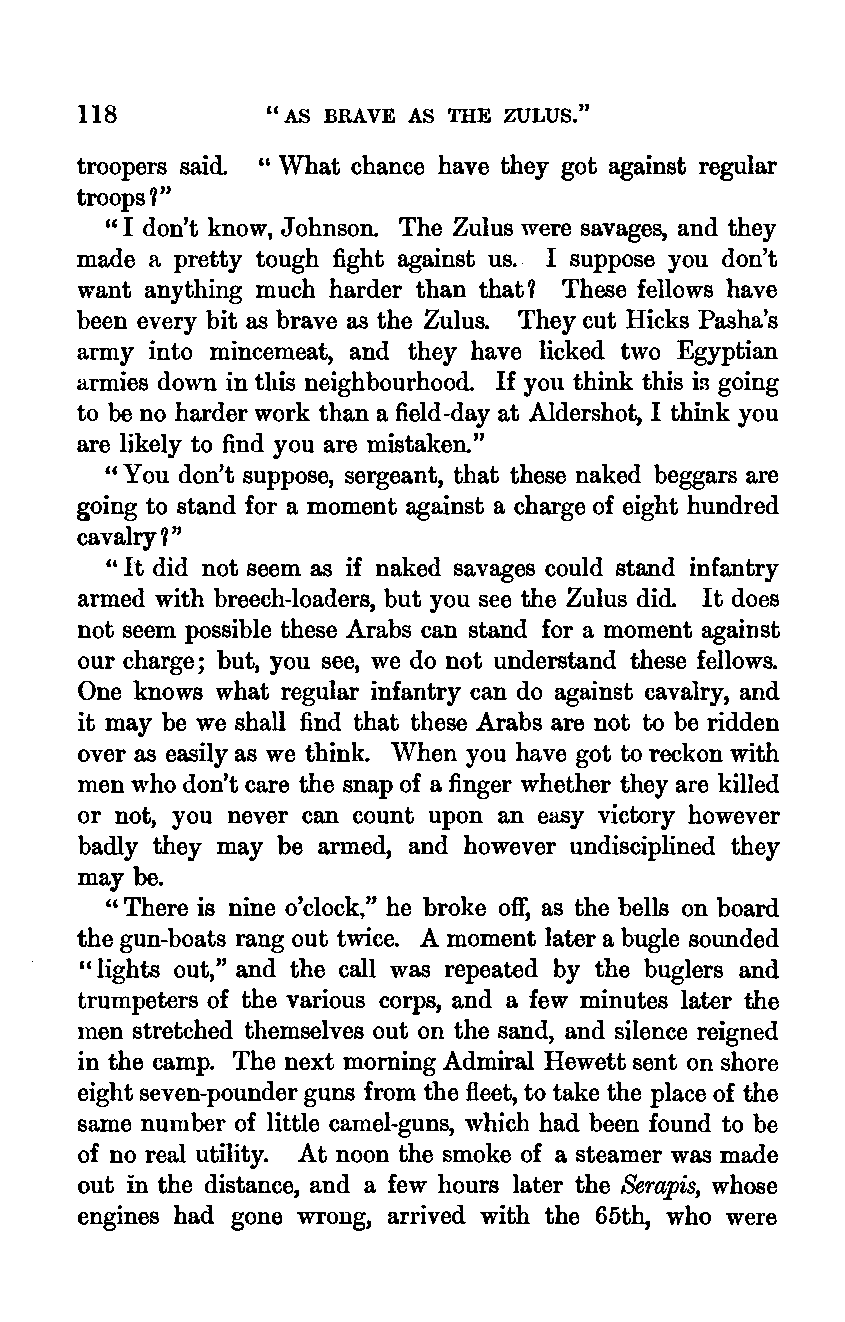 118 "AS BRAVE AS THE ZULUS."
troopers said. "What chance have they got against regular
troops?"
"I don't know, Johnson. The Zulus were savages, and they
made a pretty tough fight against us. I suppose you don't
want anything much harder than that? These fellows have
been every bit as brave as the Zulus. They cut Hicks Pasha's
army into mincemeat, and they have licked two Egyptian
armies down in this neighbourhood. If you think this is going
to be no harder work than a field-day at Aldershot, I think you
are likely to find you are mistaken."
"You don't suppose, sergeant, that these naked beggars are
going to stand for a moment against a charge of eight hundred
cavalry?"
"It did not seem as if naked savages could stand infantry
armed with breech-loaders, but you see the Zulus did. It does
not seem possible these Arabs can stand for a moment against
our charge; but, you see, we do not understand these fellows.
One knows what regular infantry can do against cavalry, and
it may be we shall find that these Arabs are not to be ridden
over as easily as we think. When you have got to reckon with
men who don't care the snap of a finger whether they are killed
or not, you never can count upon an easy victory however
badly they may be armed, and however undisciplined they
may be.
"There is nine o'clock," he broke off, as the bells on board
the gun-boats rang out twice. A moment later a bugle sounded
"lights out," and the call was repeated by the buglers and
trumpeters of the various corps, and a few minutes later the
men stretched themselves out on the sand, and silence reigned
in the camp. The next morning Admiral Hewett sent on shore
eight seven-pounder guns from the fleet, to take the place of the
same number of little camel-guns, which had been found to be
of no real utility. At noon the smoke of a steamer was made
out in the distance, and a few hours later the Serapis, whose
engines had gone wrong, arrived with the 65th, who were